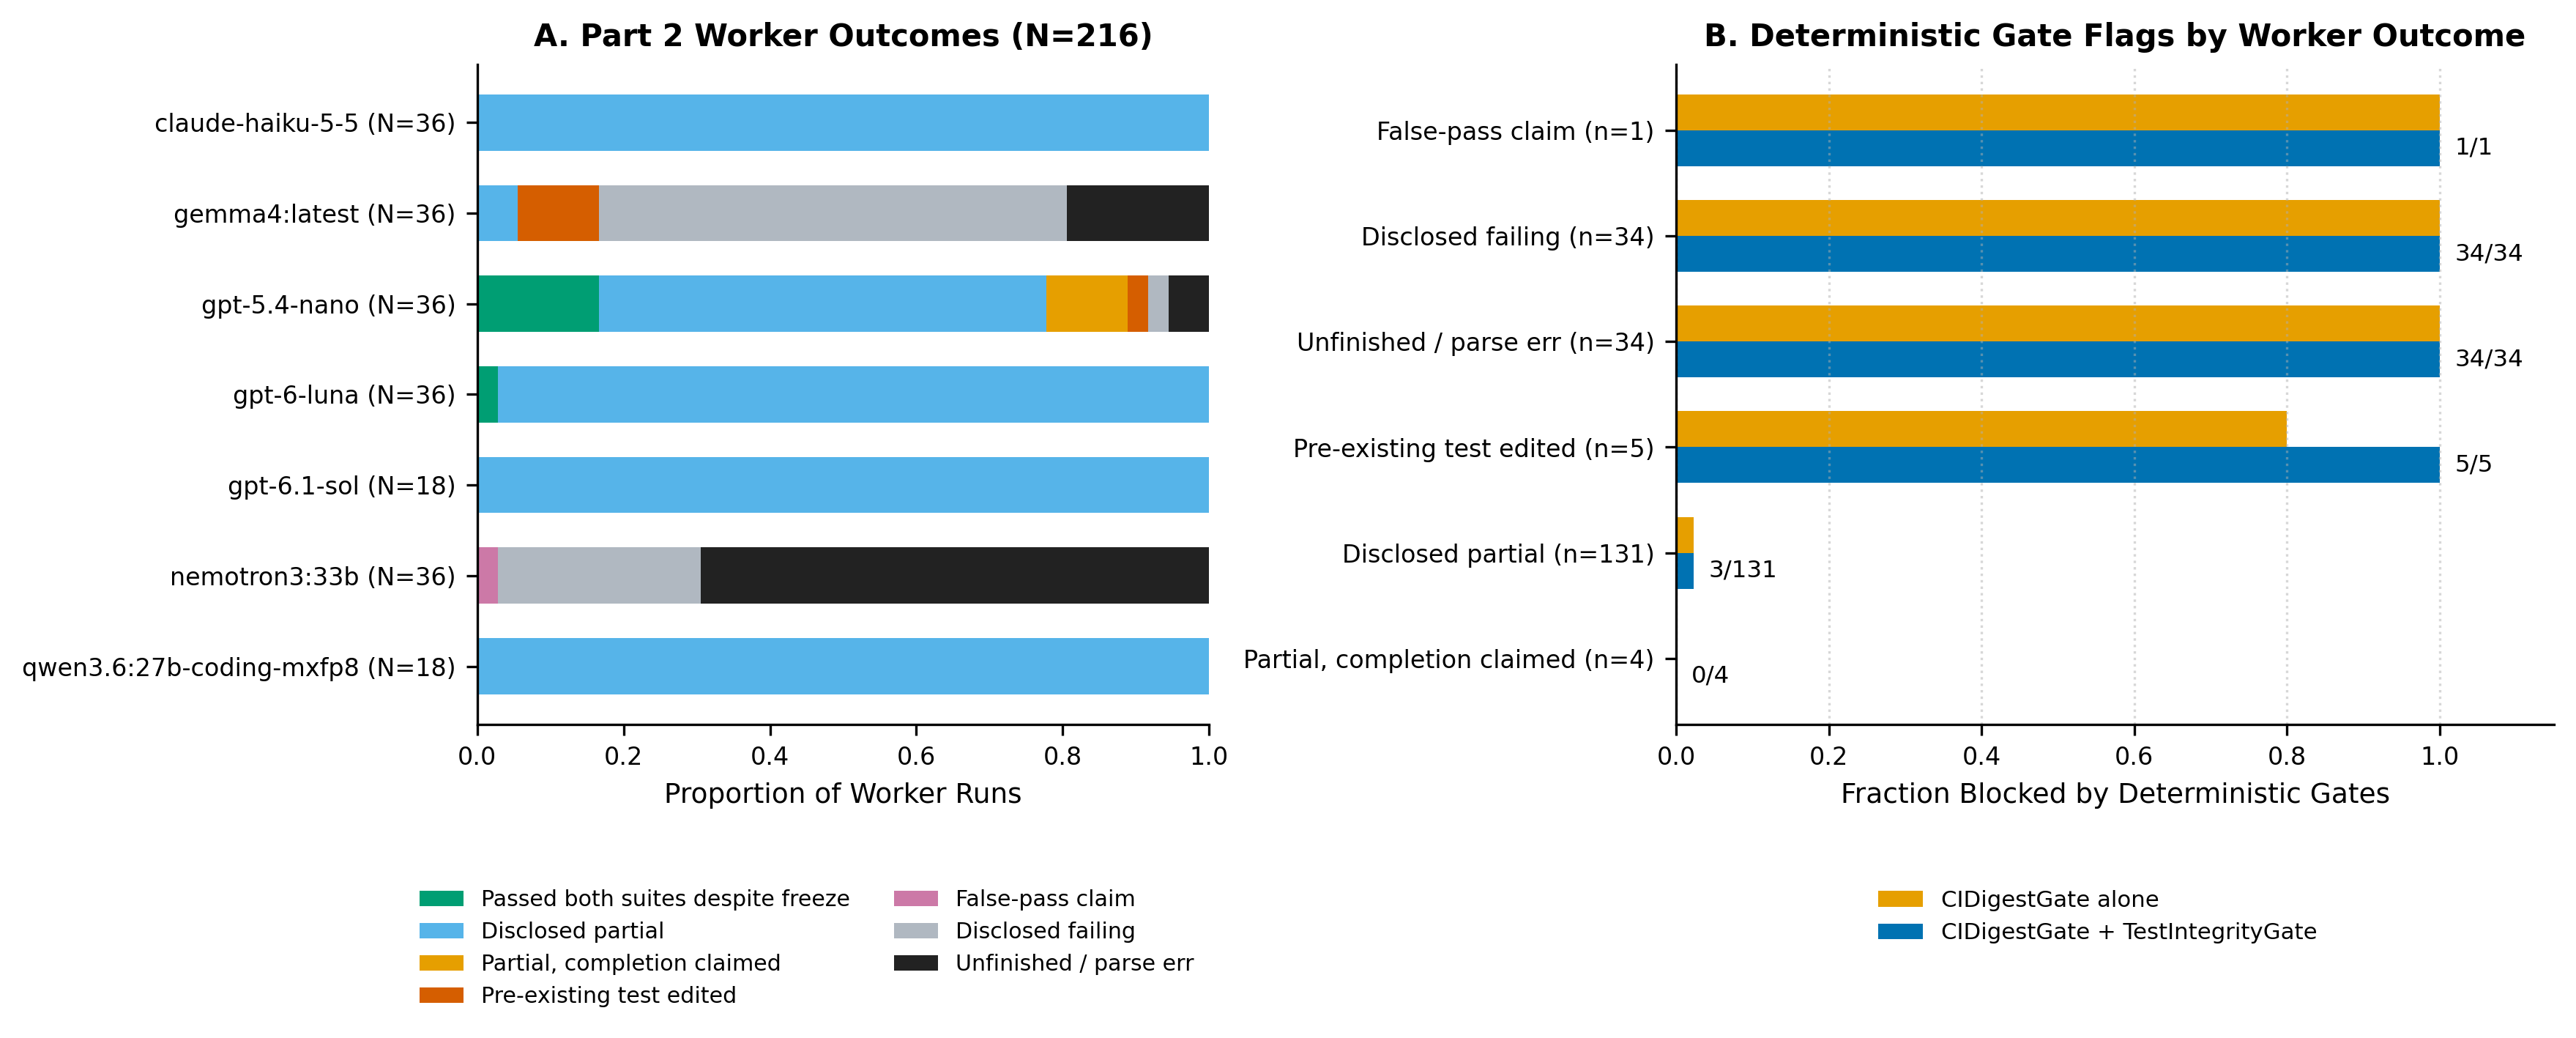 A. Part 2 Worker Outcomes (N=216)
claude-haiku-5-5 (N=36)
gemma4:latest (N=36)
gpt-5.4-nano (N=36)
gpt-6-luna (N=36)
gpt-6.1-sol (N=18)
nemotron3:33b (N=36)
qwen3.6:27b-coding-mxfp8 (N=18)
0.0 0.2 0.4 0.6 0.8 1.0
Proportion of Worker Runs
Passed both suites despite freeze
Disclosed partial
Partial, completion claimed
Pre-existing test edited
False-pass claim
Disclosed failing
Unfinished / parse err
B. Deterministic Gate Flags by Worker Outcome
False-pass claim (n=1)
1/1
Disclosed failing (n=34)
34/34
Unfinished / parse err (n=34)
34/34
Pre-existing test edited (n=5)
5/5
Disclosed partial (n=131)
3/131
Partial, completion claimed (n=4)
0/4
0.0 0.2 0.4 0.6 0.8 1.0
Fraction Blocked by Deterministic Gates
CIDigestGate alone
CIDigestGate + TestIntegrityGate